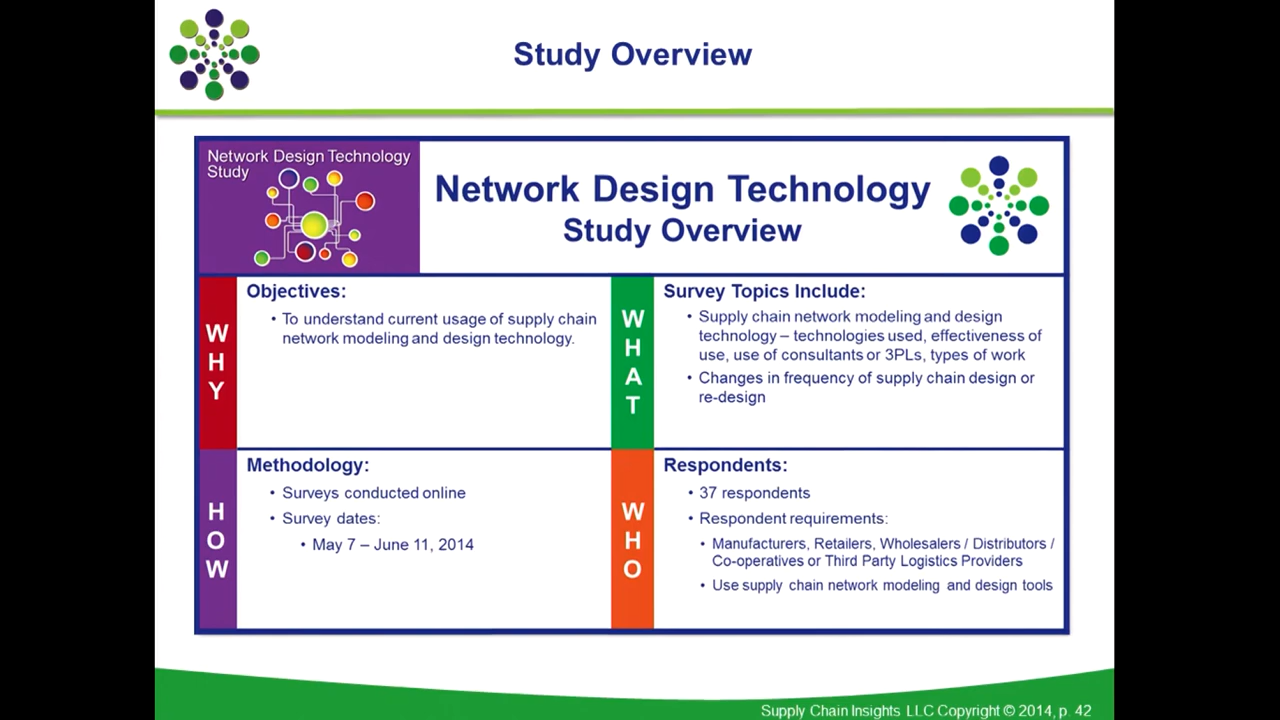 Study Overview
Network Design Technology
Study
Network Design Technology
Study Overview
WHY
Objectives:
• To understand current usage of supply chain
network modeling and design technology.
WHAT
Survey Topics Include:
• Supply chain network modeling and design
technology – technologies used, effectiveness of
use, use of consultants or 3PLs, types of work
• Changes in frequency of supply chain design or
re-design
HOW
Methodology:
• Surveys conducted online
• Survey dates:
• May 7 – June 11, 2014
WHO
Respondents:
• 37 respondents
• Respondent requirements:
• Manufacturers, Retailers, Wholesalers / Distributors /
Co-operatives or Third Party Logistics Providers
• Use supply chain network modeling and design tools
Supply Chain Insights LLC Copyright © 2014, p. 42